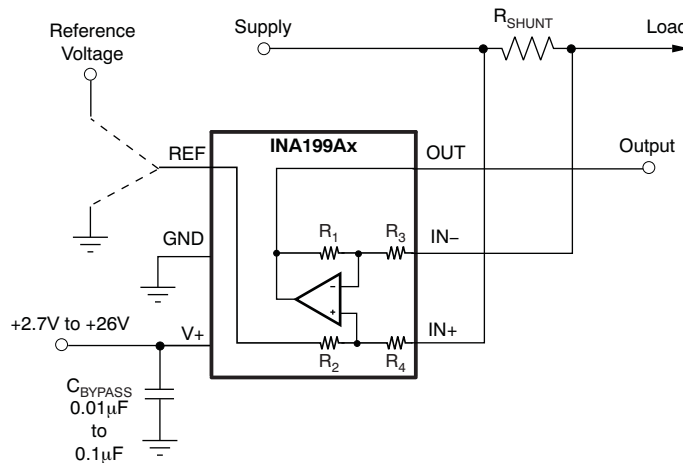 Reference
Voltage
Supply
R_SHUNT
Load
REF
INA199Ax
OUT
Output
GND
R_1
R_3
IN−
−
+
+2.7V to +26V
V+
R_2
R_4
IN+
C_BYPASS
0.01μF
to
0.1μF